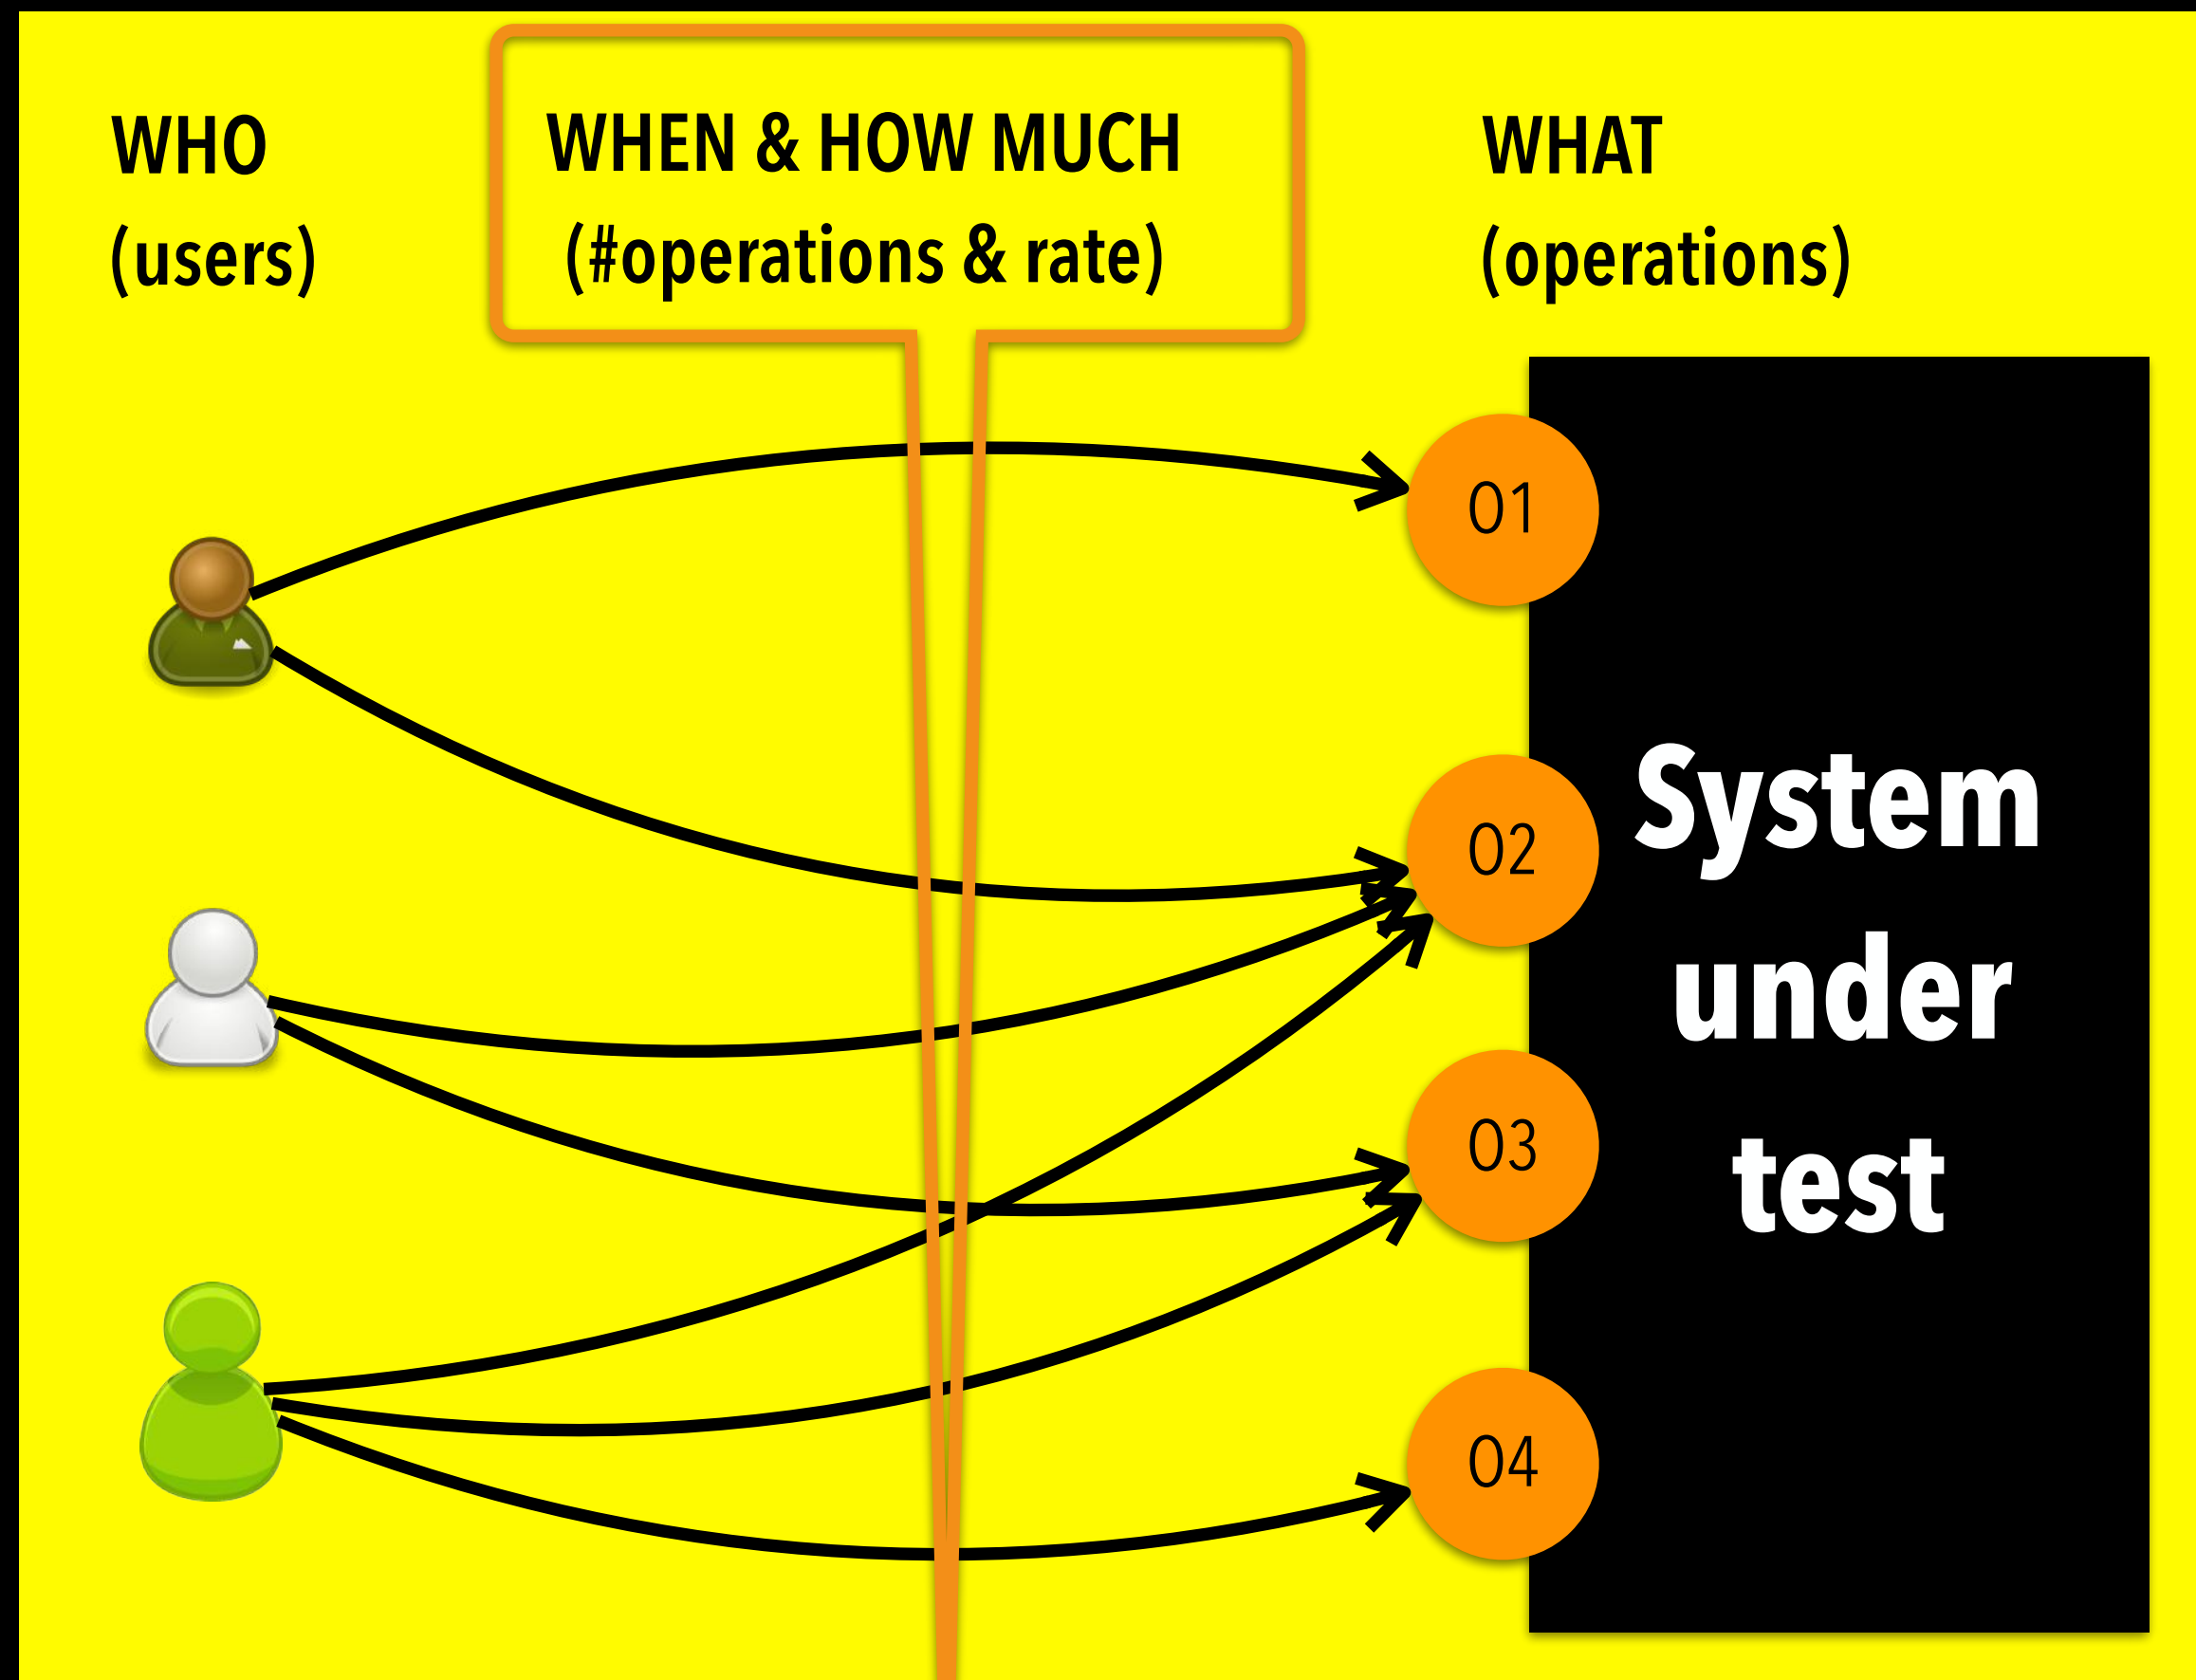 WHO
(users)
WHEN & HOW MUCH
(#operations & rate)
WHAT
(operations)
O1
O2
O3
O4
System
under
test